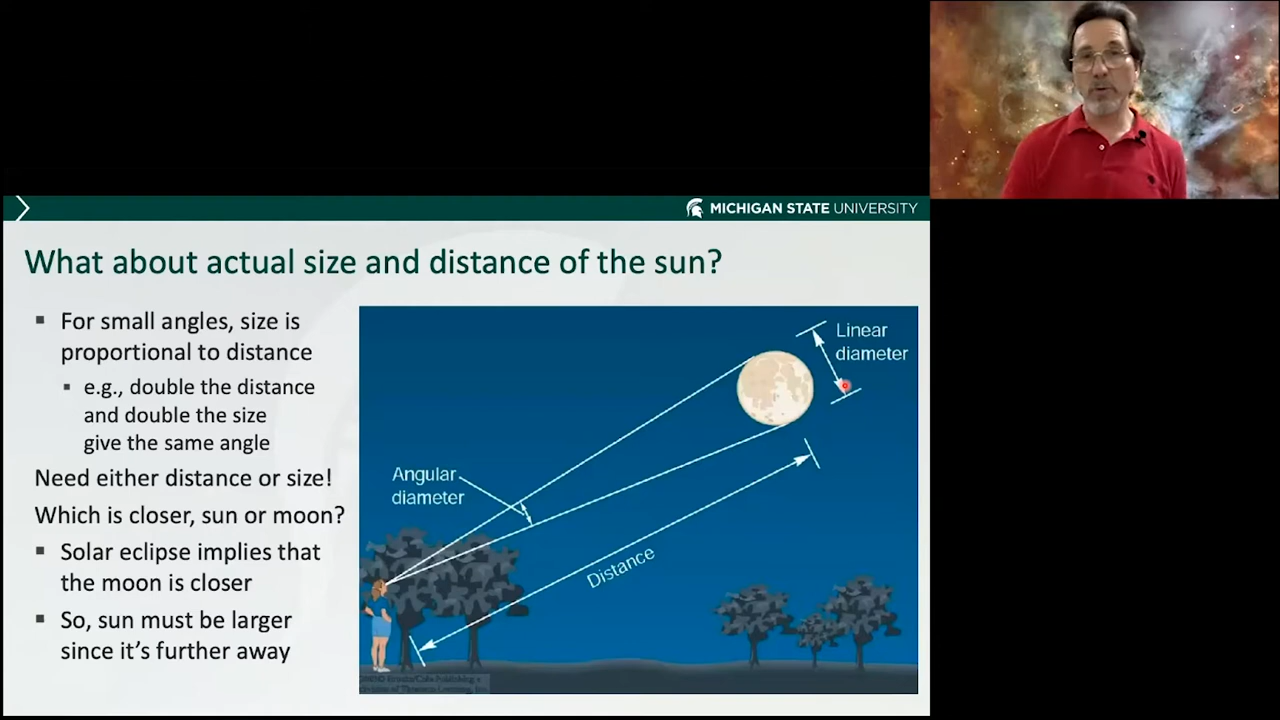 MICHIGAN STATE UNIVERSITY
What about actual size and distance of the sun?
▪ For small angles, size is
proportional to distance
▪ e.g., double the distance
and double the size
give the same angle
Need either distance or size!
Which is closer, sun or moon?
▪ Solar eclipse implies that
the moon is closer
▪ So, sun must be larger
since it's further away
Linear
diameter
Angular
diameter
Distance